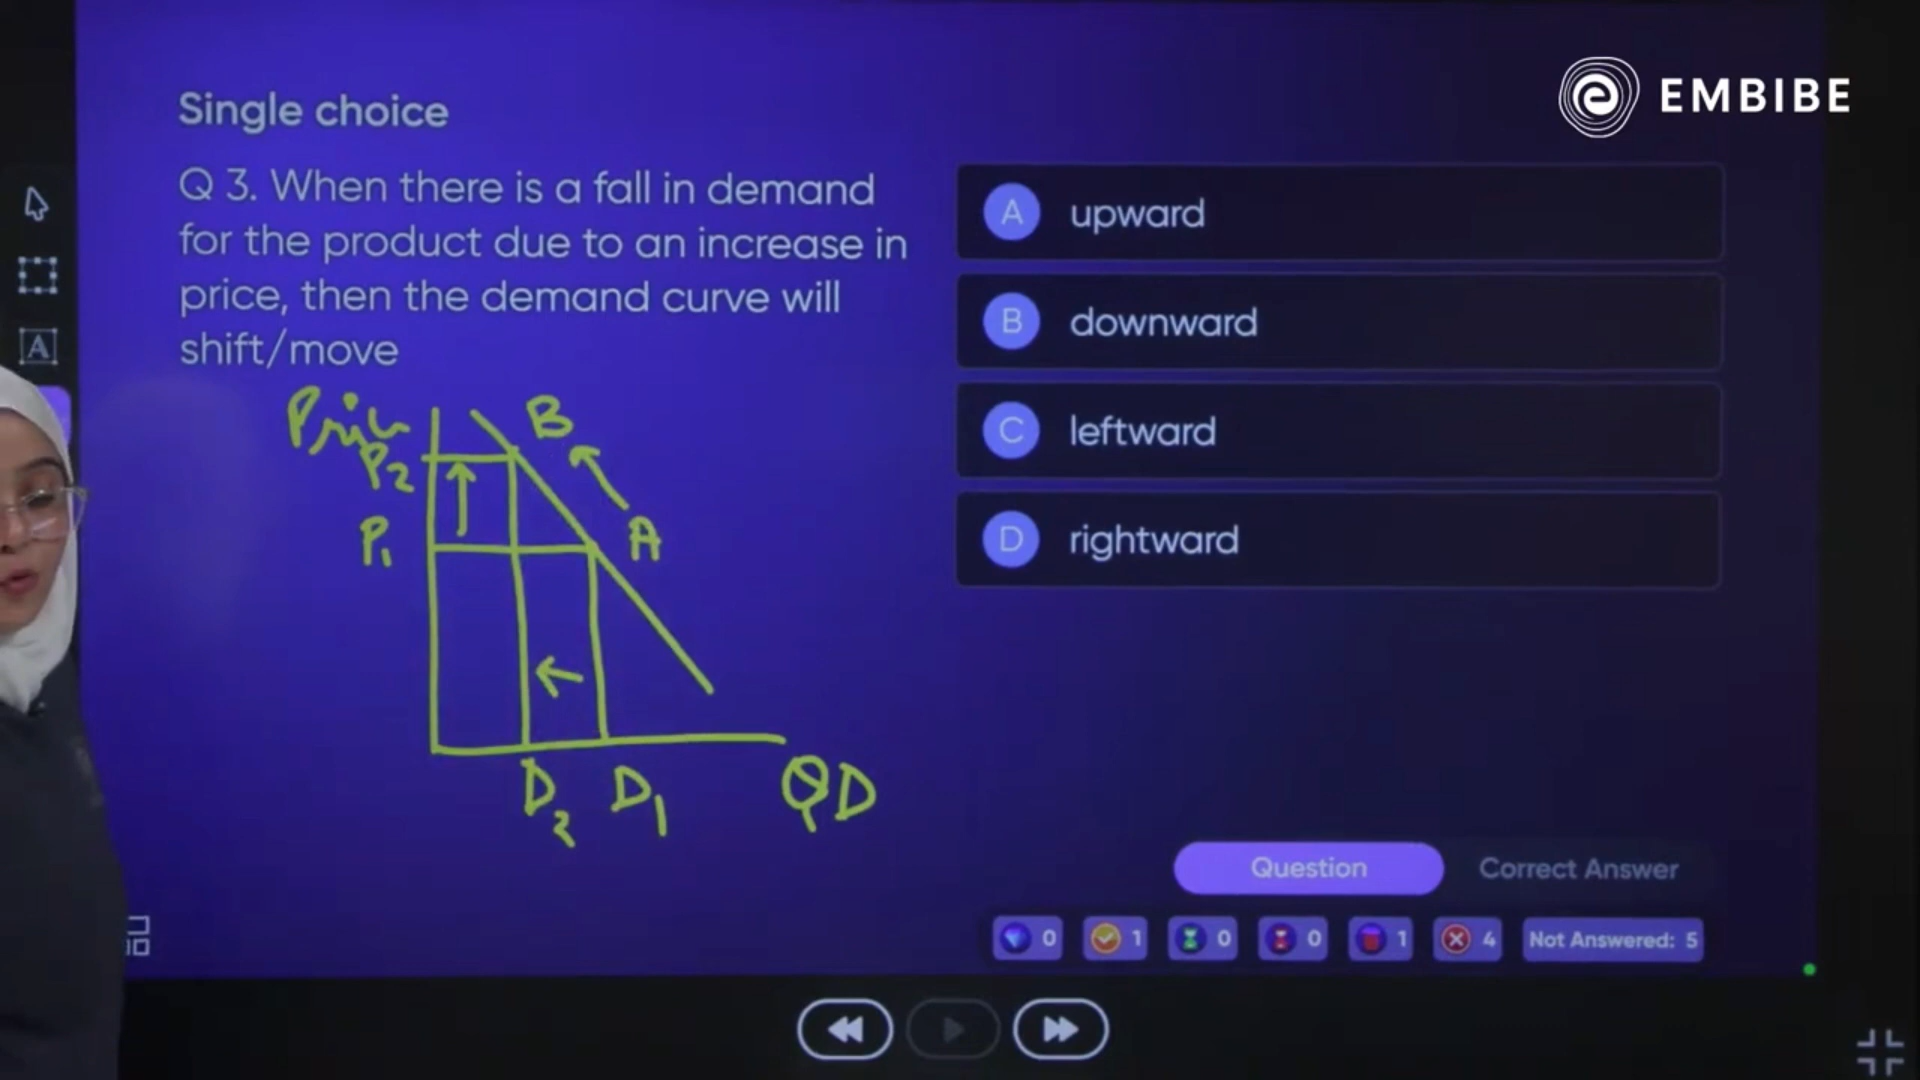 EMBIBE
Single choice
Q 3. When there is a fall in demand
for the product due to an increase in
price, then the demand curve will
shift/move
A upward
B downward
C leftward
D rightward
Price
B
P2
P1
A
D2 D1 QD
Question Correct Answer
0 1 0 0 1 4 Not Answered: 5
A